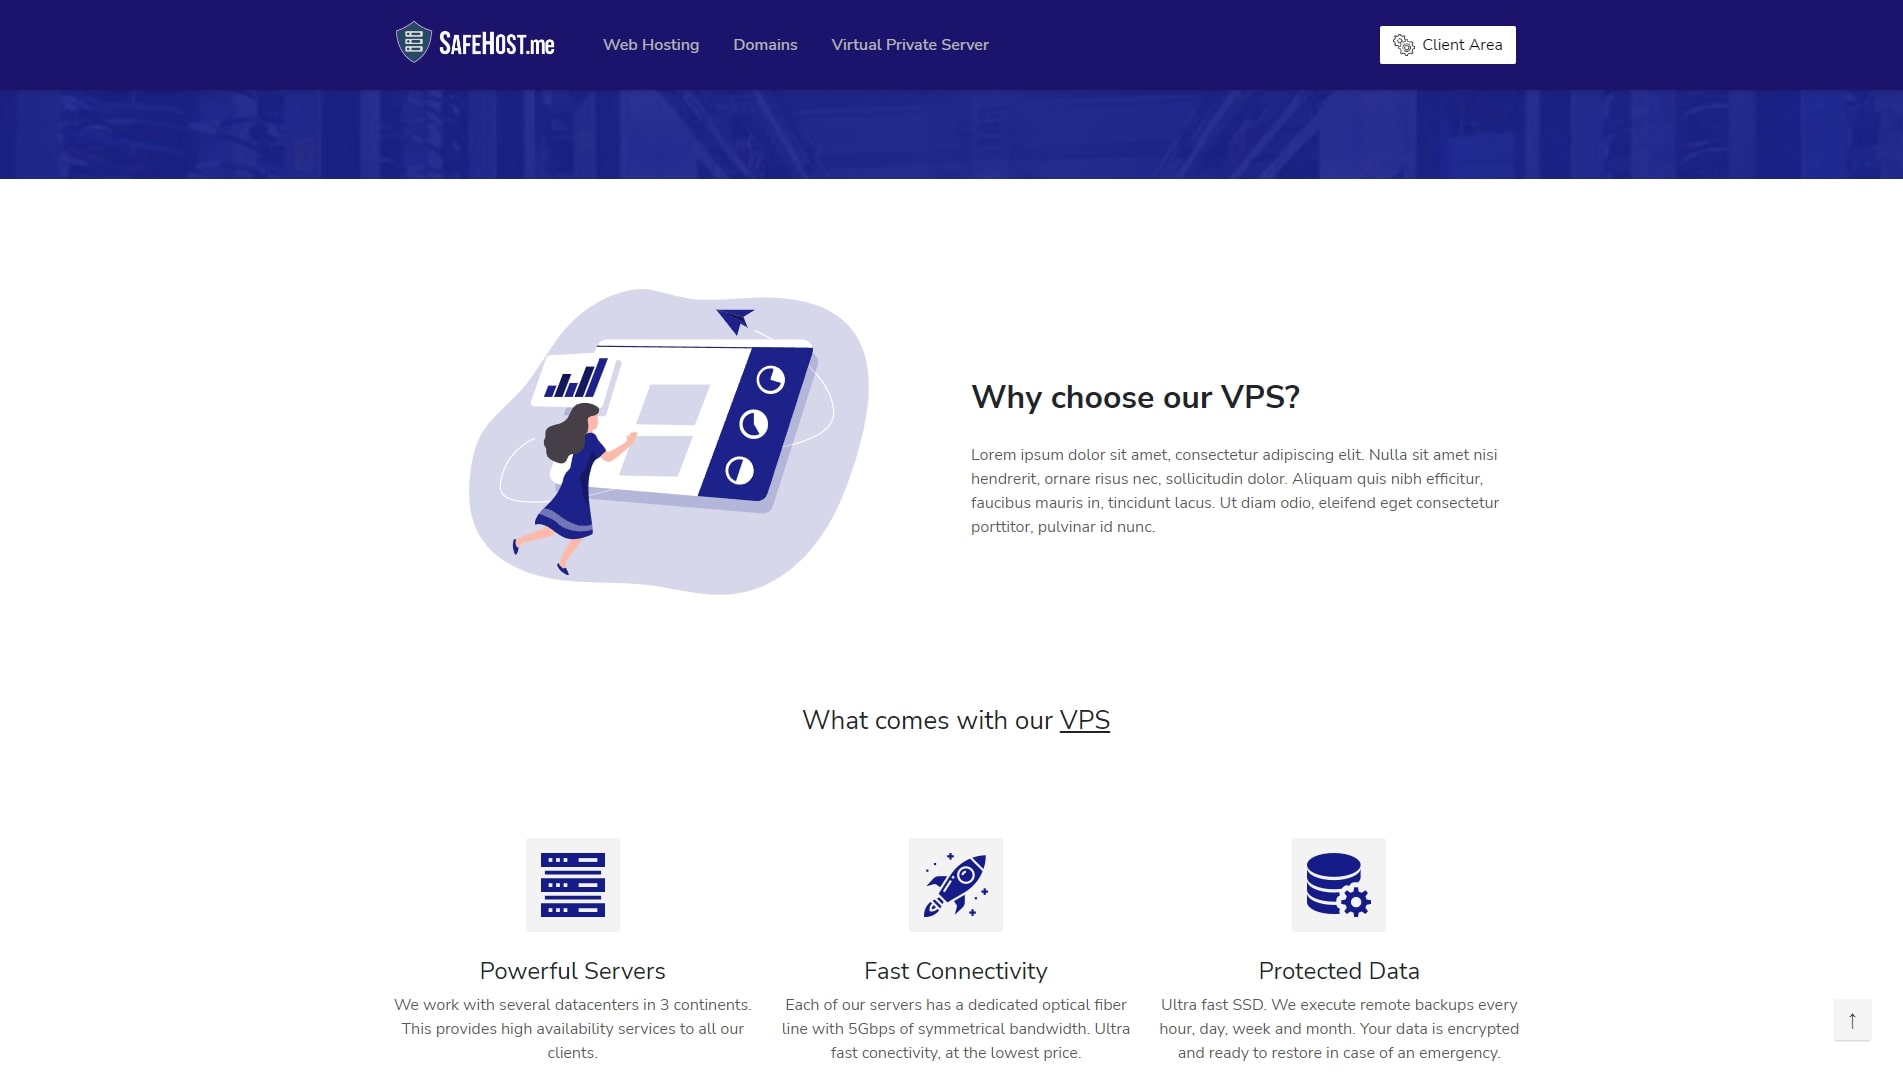 SAFEHOST.me
Web Hosting
Domains
Virtual Private Server
Client Area
Why choose our VPS?
Lorem ipsum dolor sit amet, consectetur adipiscing elit. Nulla sit amet nisi
hendrerit, ornare risus nec, sollicitudin dolor. Aliquam quis nibh efficitur,
faucibus mauris in, tincidunt lacus. Ut diam odio, eleifend eget consectetur
porttitor, pulvinar id nunc.
What comes with our VPS
Powerful Servers
We work with several datacenters in 3 continents.
This provides high availability services to all our
clients.
Fast Connectivity
Each of our servers has a dedicated optical fiber
line with 5Gbps of symmetrical bandwidth. Ultra
fast conectivity, at the lowest price.
Protected Data
Ultra fast SSD. We execute remote backups every
hour, day, week and month. Your data is encrypted
and ready to restore in case of an emergency.
↑